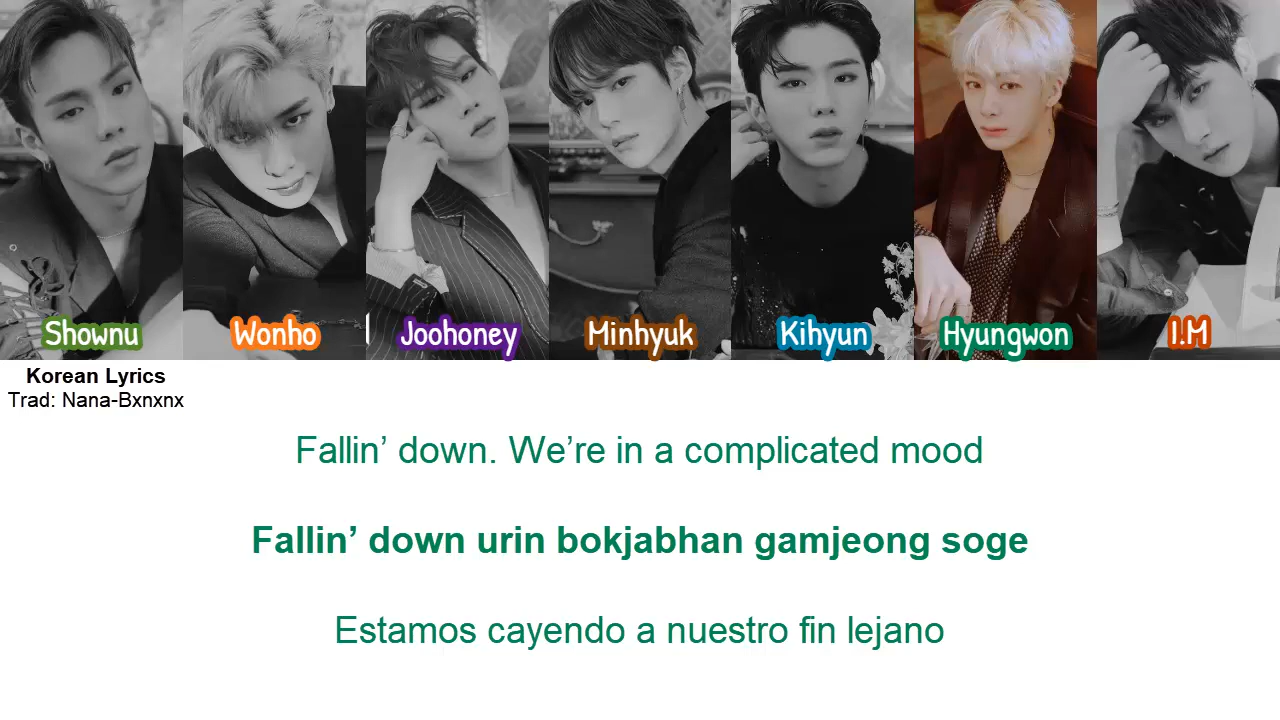 Shownu
Wonho
Joohoney
Minhyuk
Kihyun
Hyungwon
I.M
Korean Lyrics
Trad: Nana-Bxnxnx
Fallin’ down. We’re in a complicated mood
Fallin’ down urin bokjabhan gamjeong soge
Estamos cayendo a nuestro fin lejano